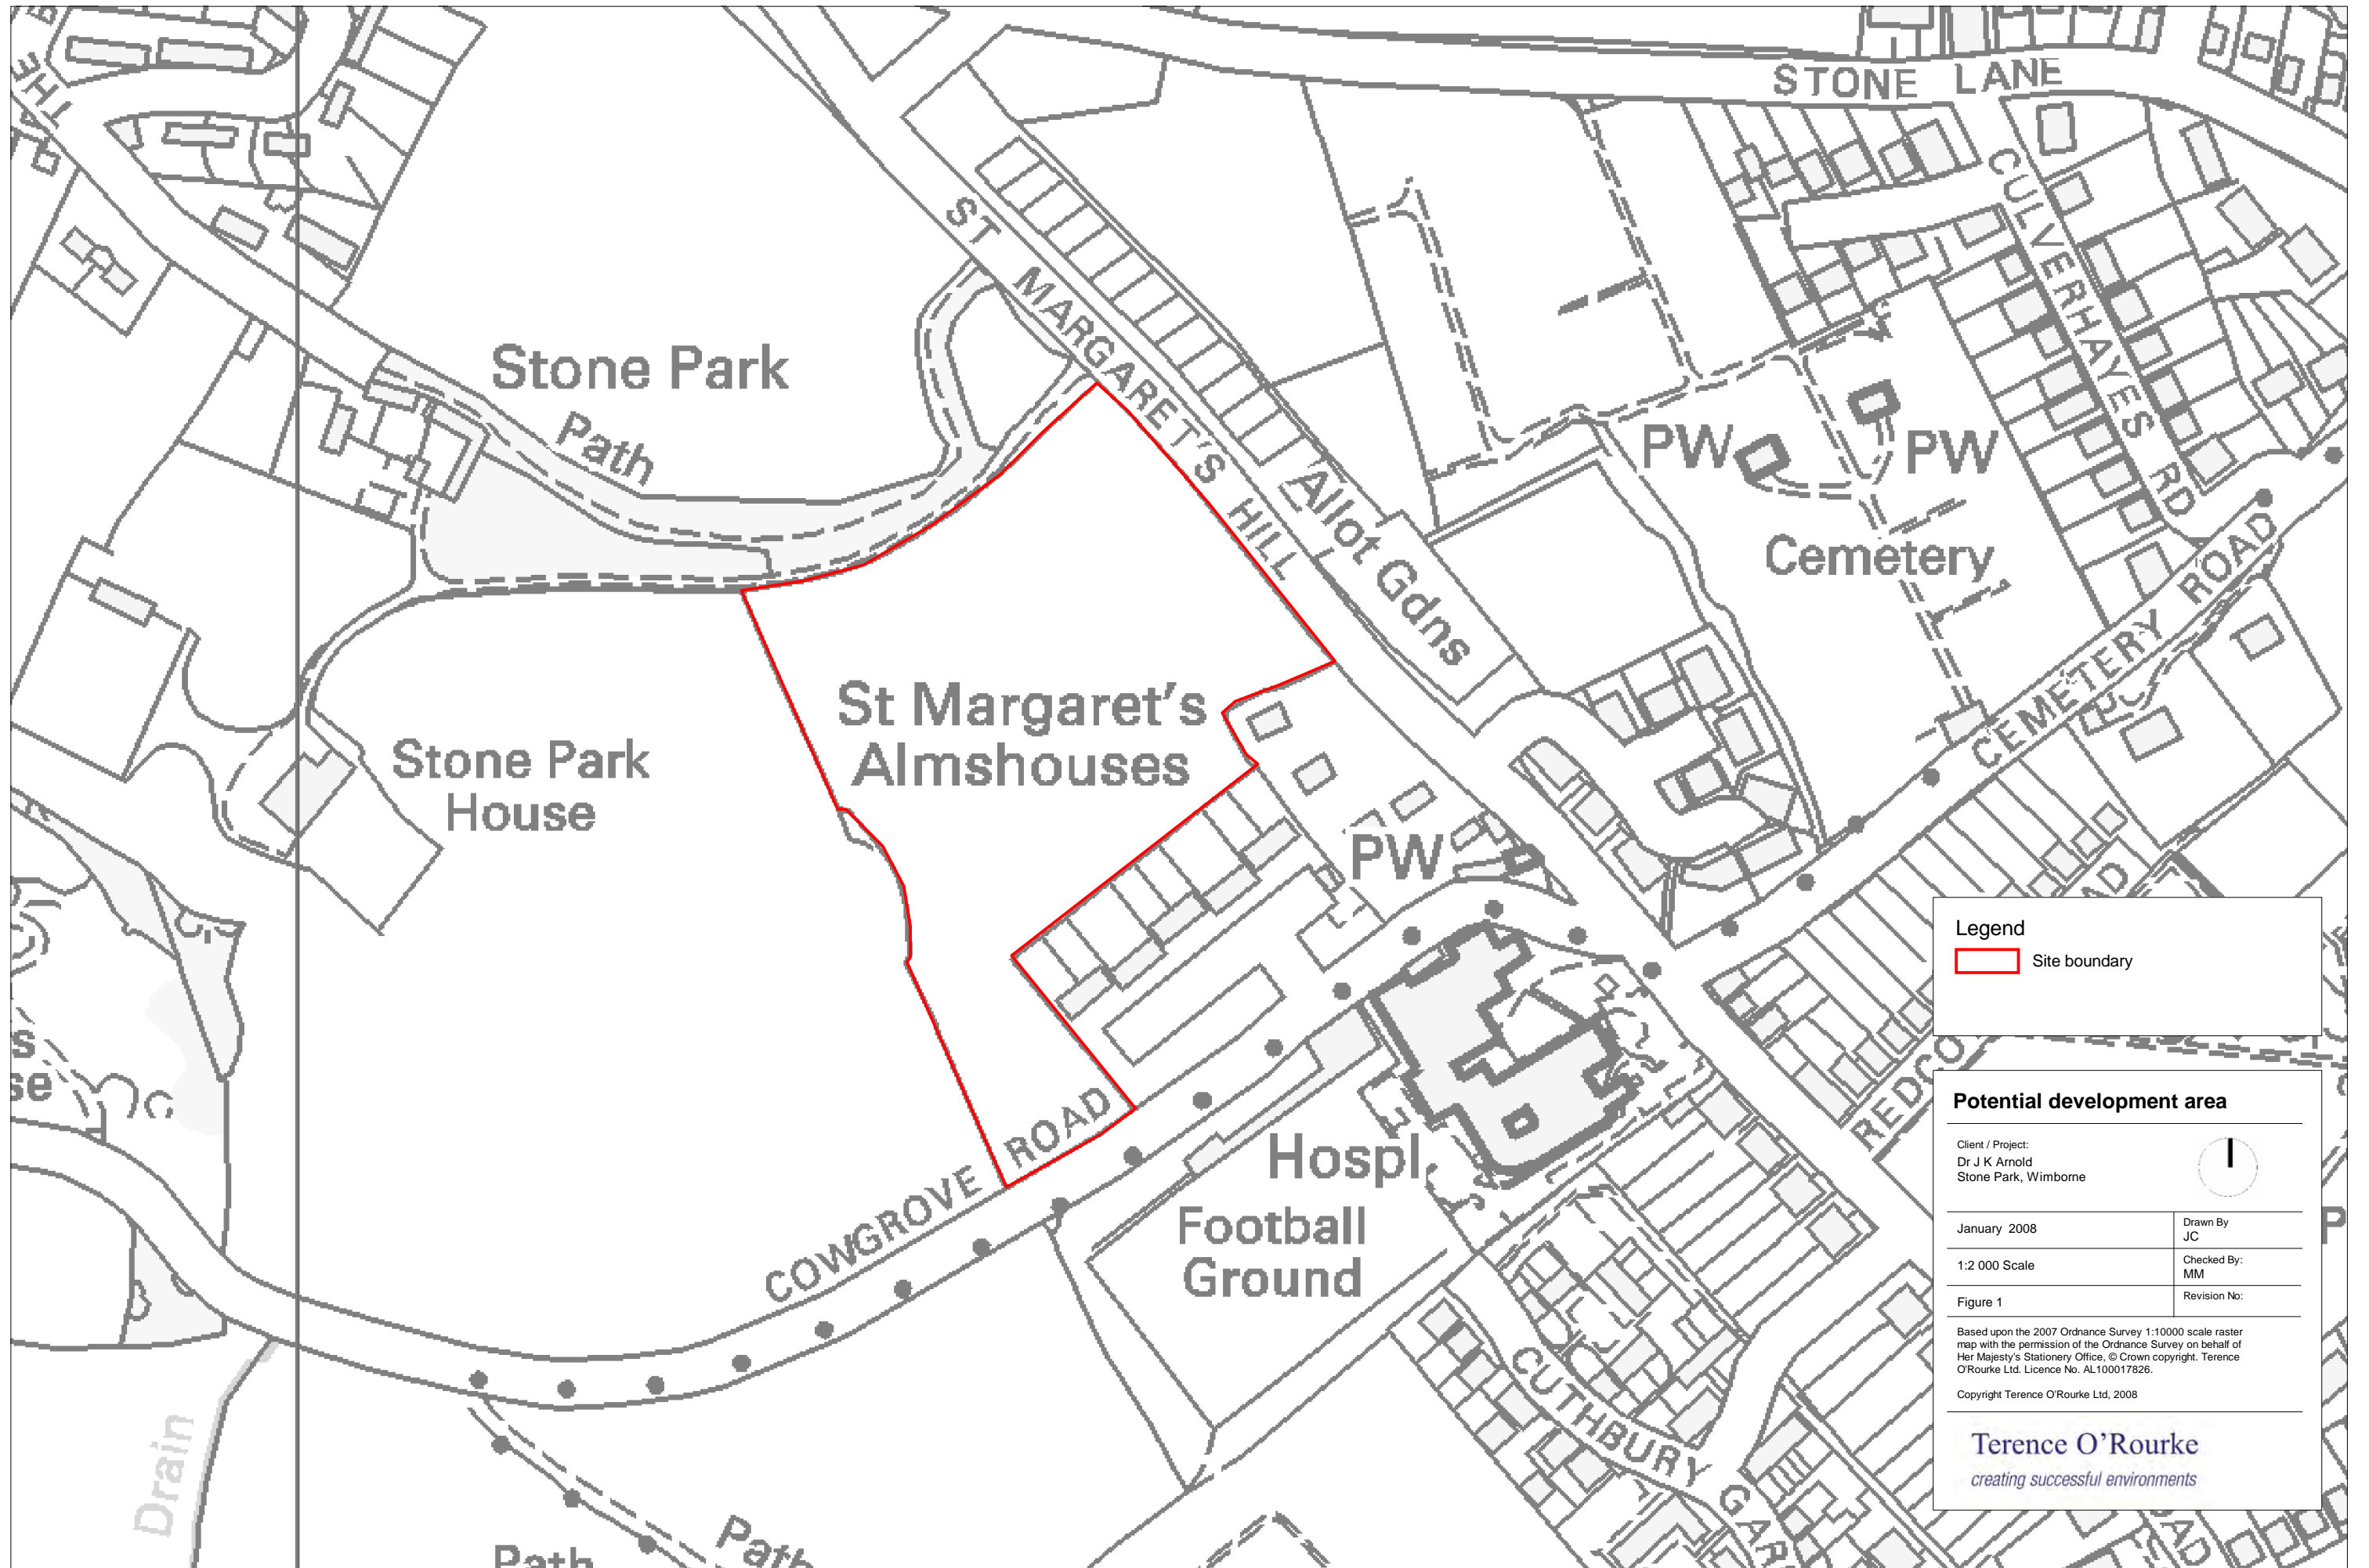 THE
STONE LANE
ST MARGARET'S HILL
CULVERHAYES RD
Stone Park
Path
Allot Gdns
PW
PW
Cemetery
CEMETERY ROAD
St Margaret's
Almshouses
Stone Park
House
PW
Hospl
Football
Ground
COWGROVE ROAD
CUTHBURY
Drain
Path
Path
Legend
Site boundary
Potential development area
Client / Project:
Dr J K Arnold
Stone Park, Wimborne
January 2008
Drawn By
JC
1:2 000 Scale
Checked By:
MM
Figure 1
Revision No:
Based upon the 2007 Ordnance Survey 1:10000 scale raster
map with the permission of the Ordnance Survey on behalf of
Her Majesty's Stationery Office, © Crown copyright. Terence
O'Rourke Ltd. Licence No. AL100017826.
Copyright Terence O'Rourke Ltd, 2008
Terence O'Rourke
creating successful environments